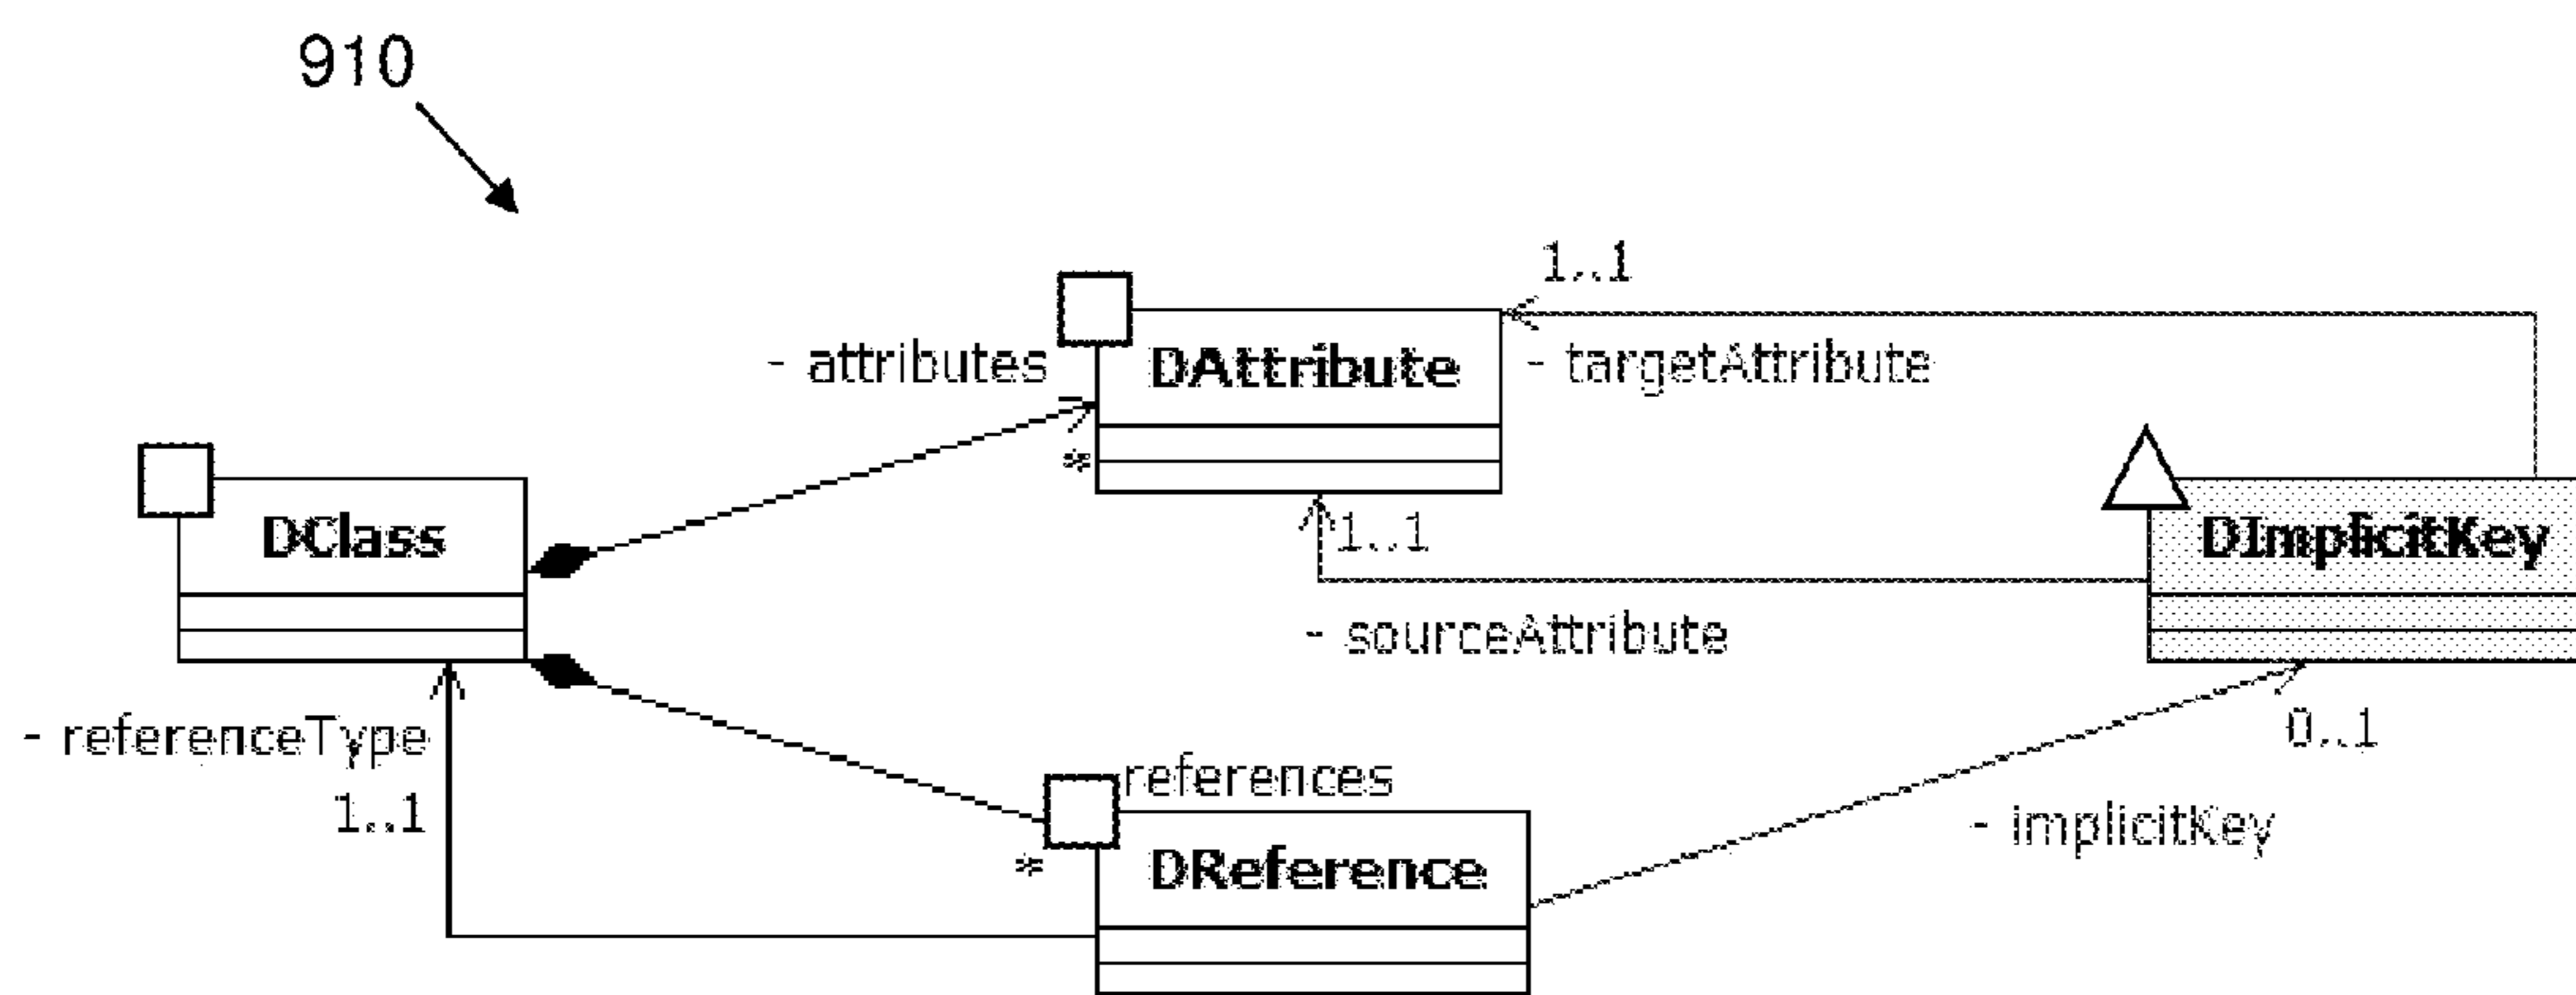 910
1..1
- attributes
DAttribute
- targetAttribute
*
DClass
1..1
DImplicitKey
- sourceAttribute
- referenceType
0..1
references
1..1
- implicitKey
*
DReference